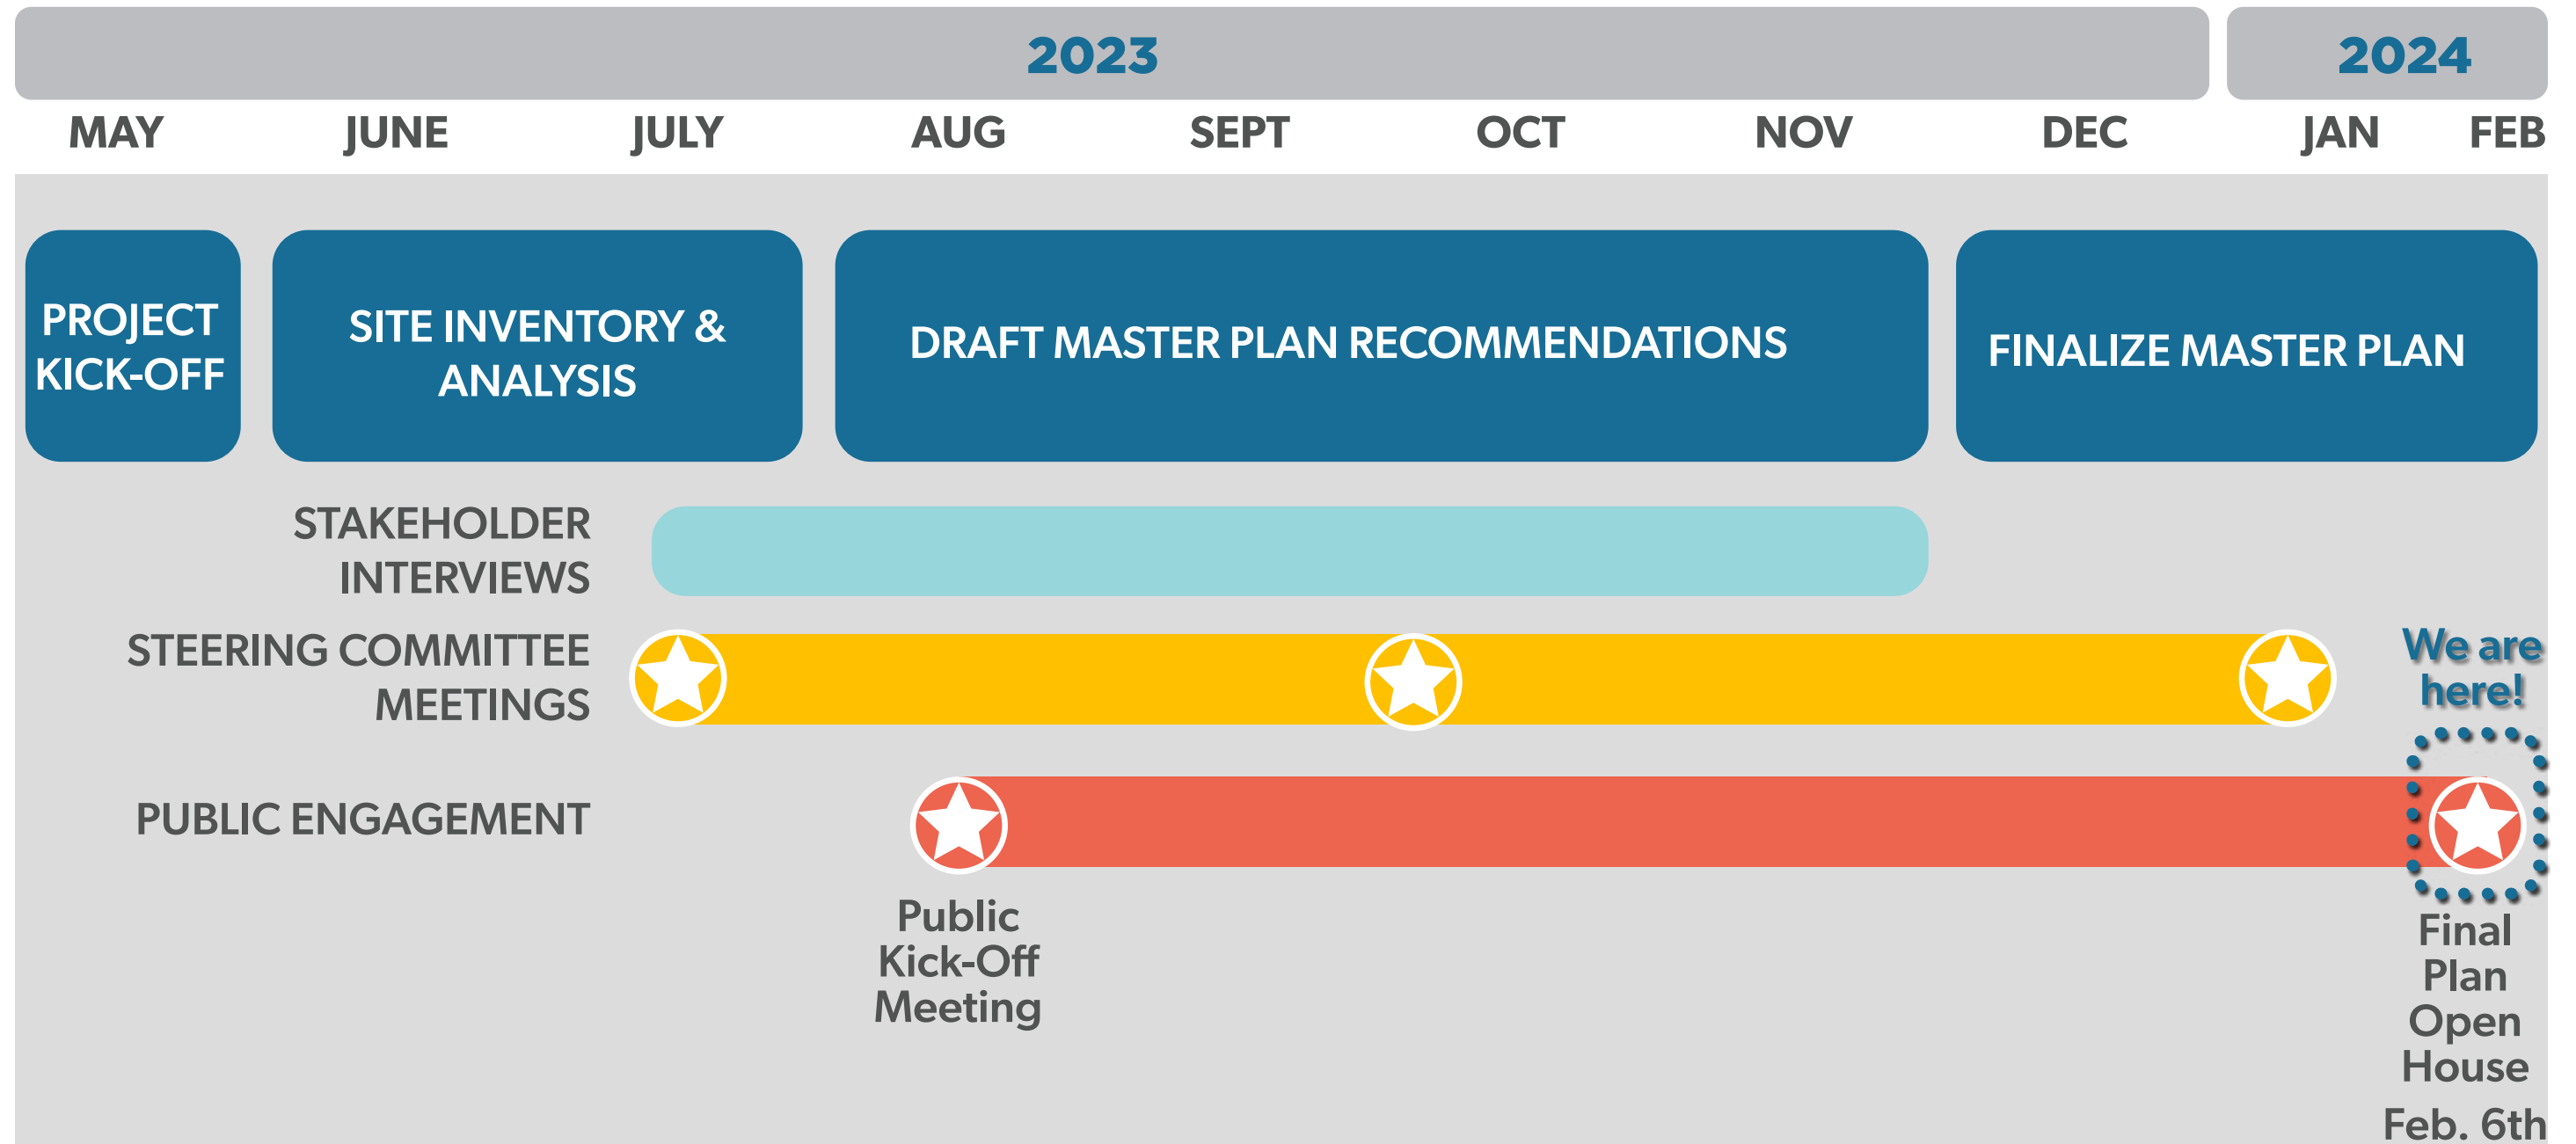 2023 2024
MAY JUNE JULY AUG SEPT OCT NOV DEC JAN FEB
PROJECT
KICK-OFF
SITE INVENTORY &
ANALYSIS
DRAFT MASTER PLAN RECOMMENDATIONS
FINALIZE MASTER PLAN
STAKEHOLDER
INTERVIEWS
STEERING COMMITTEE
MEETINGS
We are
here!
PUBLIC ENGAGEMENT
Public
Kick-Off
Meeting
Final
Plan
Open
House
Feb. 6th